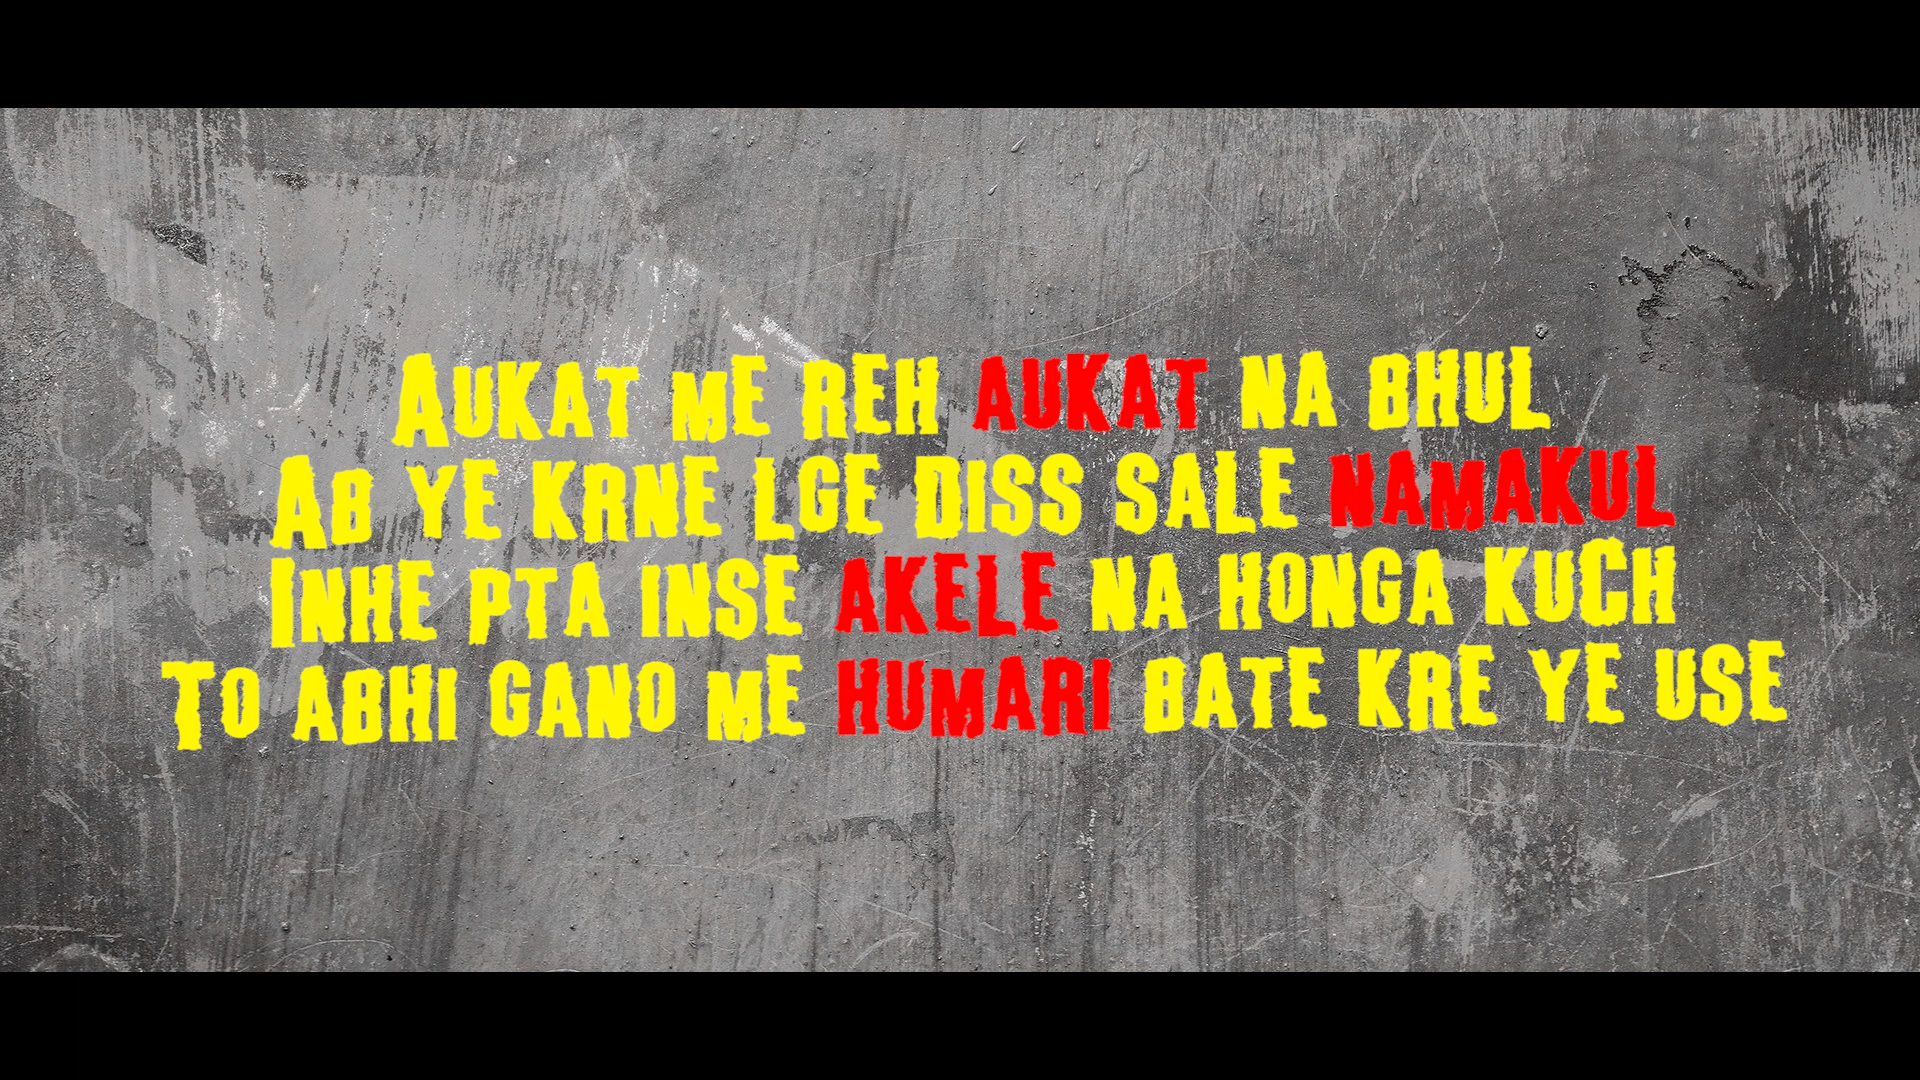 Aukat me reh aukat na bhul
Ab ye krne lge diss sale namakul
Inhe pta inse akele na honga kuch
To abhi gano me humari bate kre ye use